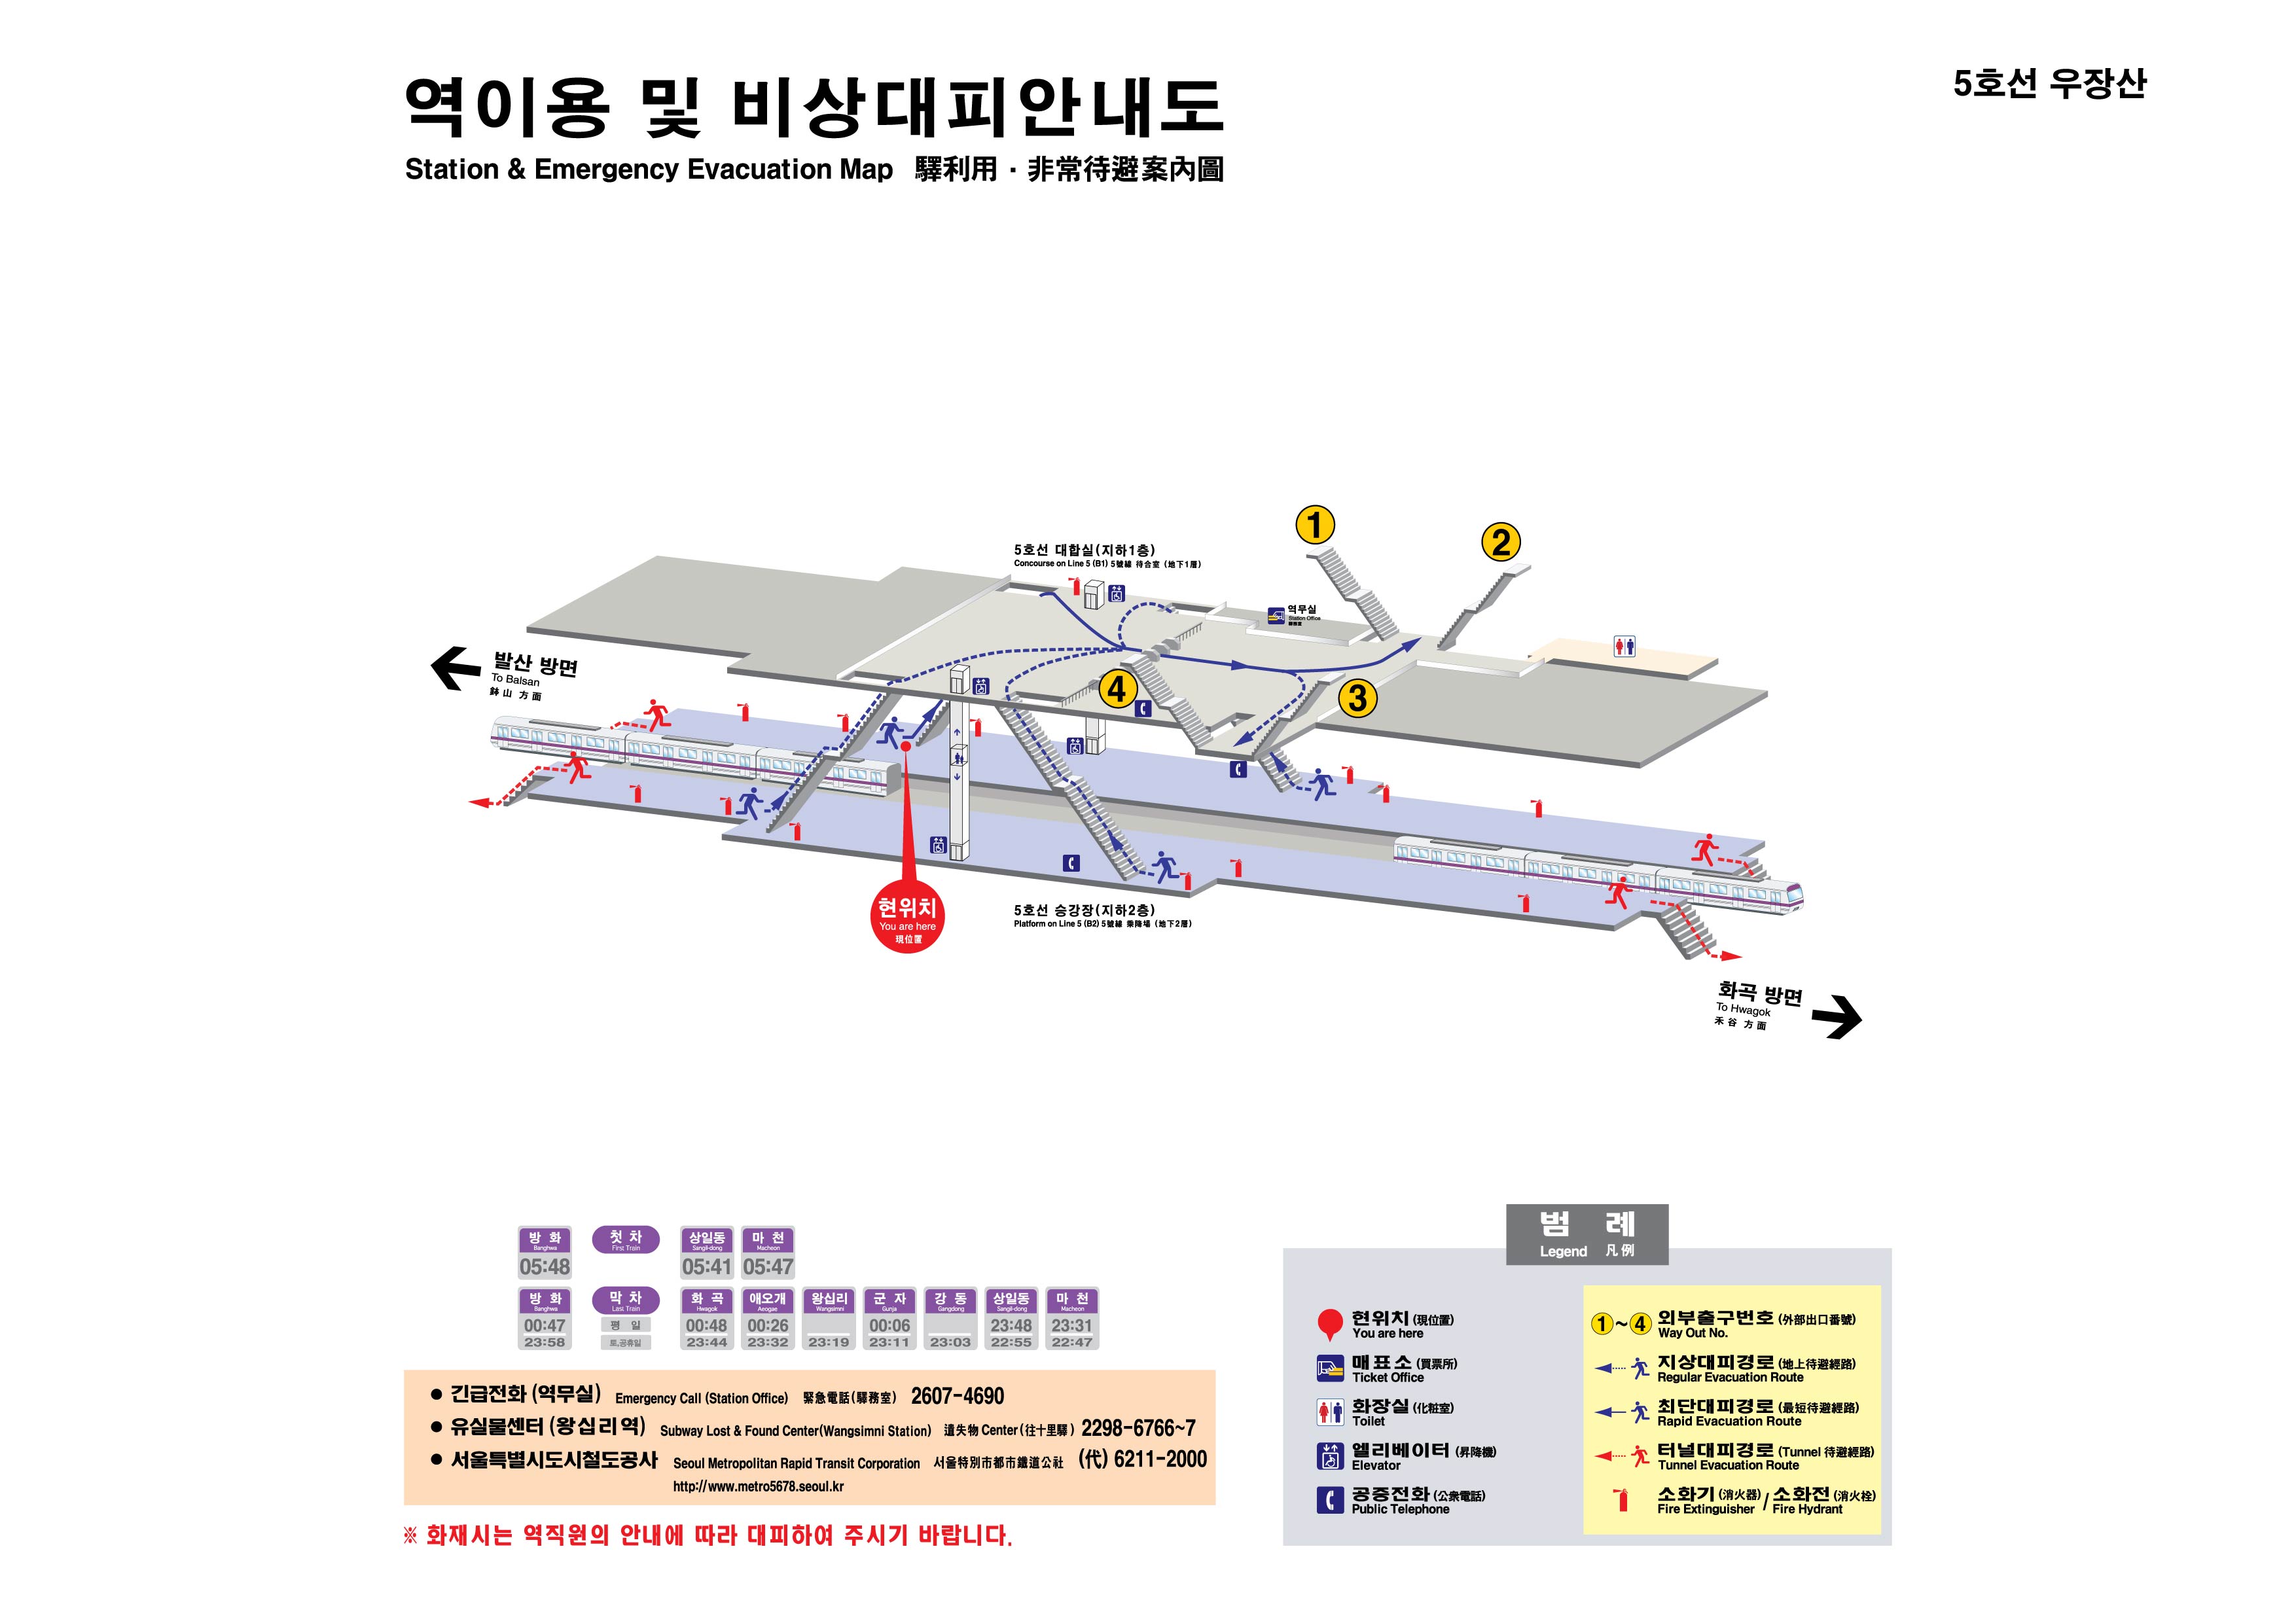 역이용 및 비상대피안내도
Station & Emergency Evacuation Map 驛利用 · 非常待避案內圖
5호선 우장산
1
2
5호선 대합실(지하1층)
Concourse on Line 5 (B1) 5號線 待合室 (地下1層)
역무실
Station Office
驛務室
발산 방면
To Balsan
鉢山 方面
4
3
현위치
You are here
現位置
5호선 승강장(지하2층)
Platform on Line 5 (B2) 5號線 乘降場 (地下2層)
화곡 방면
To Hwagok
禾谷 方面
방 화 첫 차 상일동 마 천
Banghwa First Train Sangil-dong Macheon
05:48 05:41 05:47
방 화 막 차 화 곡 애오개 왕십리 군 자 강 동 상일동 마 천
Banghwa Last Train Hwagok Aeogae Wangsimni Gunja Gangdong Sangil-dong Macheon
00:47 평 일 00:48 00:26 00:06 23:48 23:31
23:58 토,공휴일 23:44 23:32 23:19 23:11 23:03 22:55 22:47
● 긴급전화 (역무실) Emergency Call (Station Office) 緊急電話(驛務室) 2607-4690
● 유실물센터 (왕십리역) Subway Lost & Found Center(Wangsimni Station) 遺失物 Center(往十里驛) 2298-6766~7
● 서울특별시도시철도공사 Seoul Metropolitan Rapid Transit Corporation 서울特別市都市鐵道公社 (代) 6211-2000
http://www.metro5678.seoul.kr
※ 화재시는 역직원의 안내에 따라 대피하여 주시기 바랍니다.
범 례
Legend 凡例
현위치 (現位置)
You are here
매표소 (買票所)
Ticket Office
화장실 (化粧室)
Toilet
엘리베이터 (昇降機)
Elevator
공중전화 (公衆電話)
Public Telephone
1~4 외부출구번호 (外部出口番號)
Way Out No.
지상대피경로 (地上待避經路)
Regular Evacuation Route
최단대피경로 (最短待避經路)
Rapid Evacuation Route
터널대피경로 (Tunnel 待避經路)
Tunnel Evacuation Route
소화기 (消火器) / 소화전 (消火栓)
Fire Extinguisher / Fire Hydrant